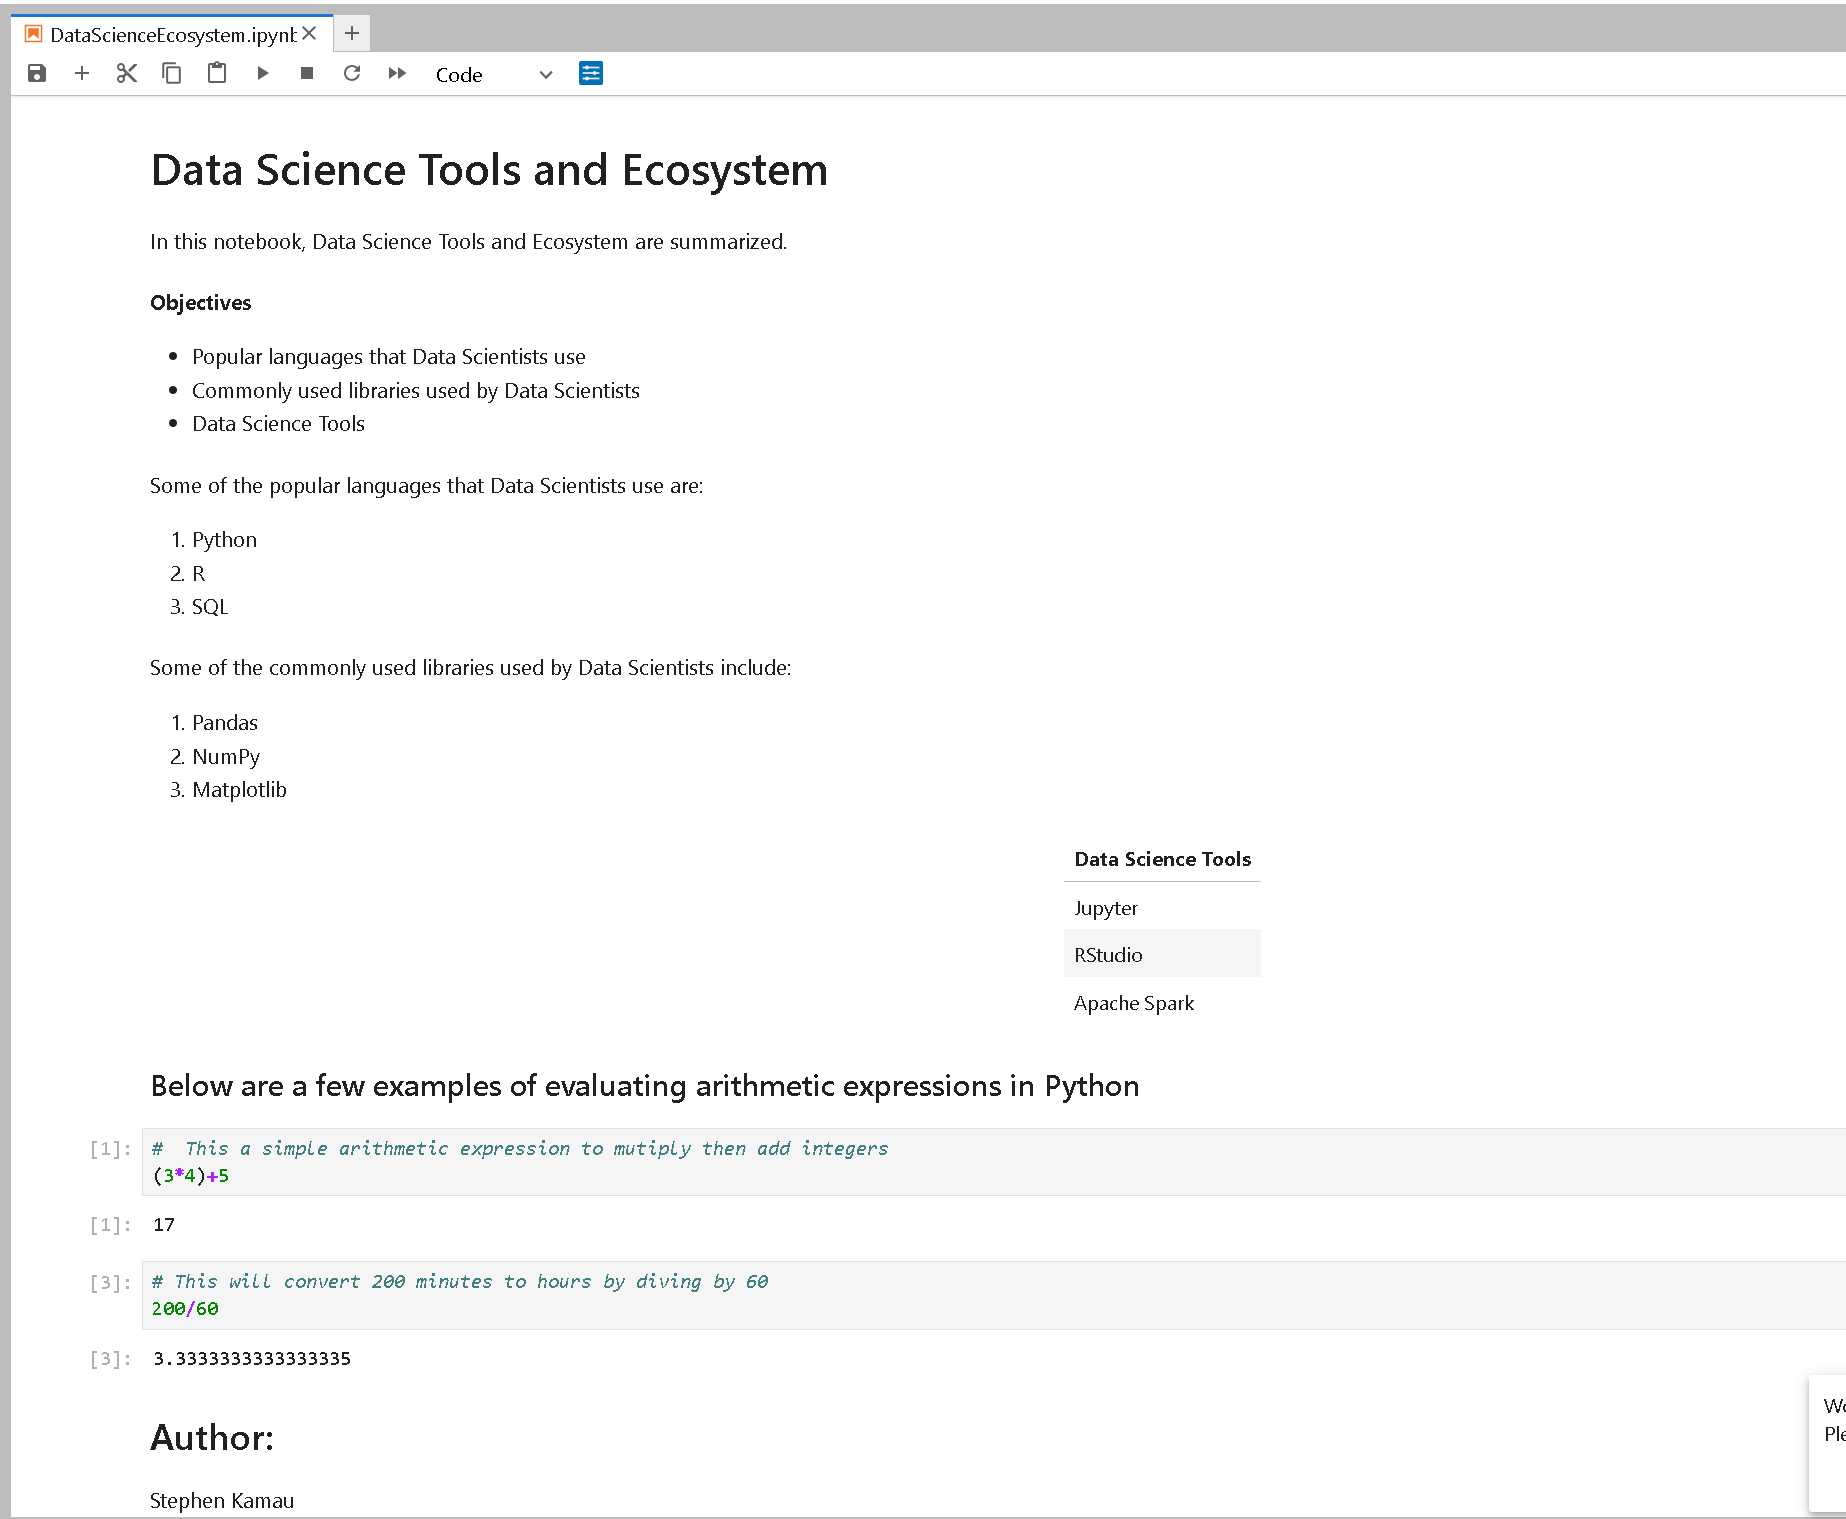 DataScienceEcosystem.ipynb
Code
Data Science Tools and Ecosystem
In this notebook, Data Science Tools and Ecosystem are summarized.
Objectives
• Popular languages that Data Scientists use
• Commonly used libraries used by Data Scientists
• Data Science Tools
Some of the popular languages that Data Scientists use are:
1. Python
2. R
3. SQL
Some of the commonly used libraries used by Data Scientists include:
1. Pandas
2. NumPy
3. Matplotlib
Data Science Tools
Jupyter
RStudio
Apache Spark
Below are a few examples of evaluating arithmetic expressions in Python
[1]: #  This a simple arithmetic expression to mutiply then add integers
(3*4)+5
[1]: 17
[3]: # This will convert 200 minutes to hours by diving by 60
200/60
[3]: 3.3333333333333335
Author:
Stephen Kamau